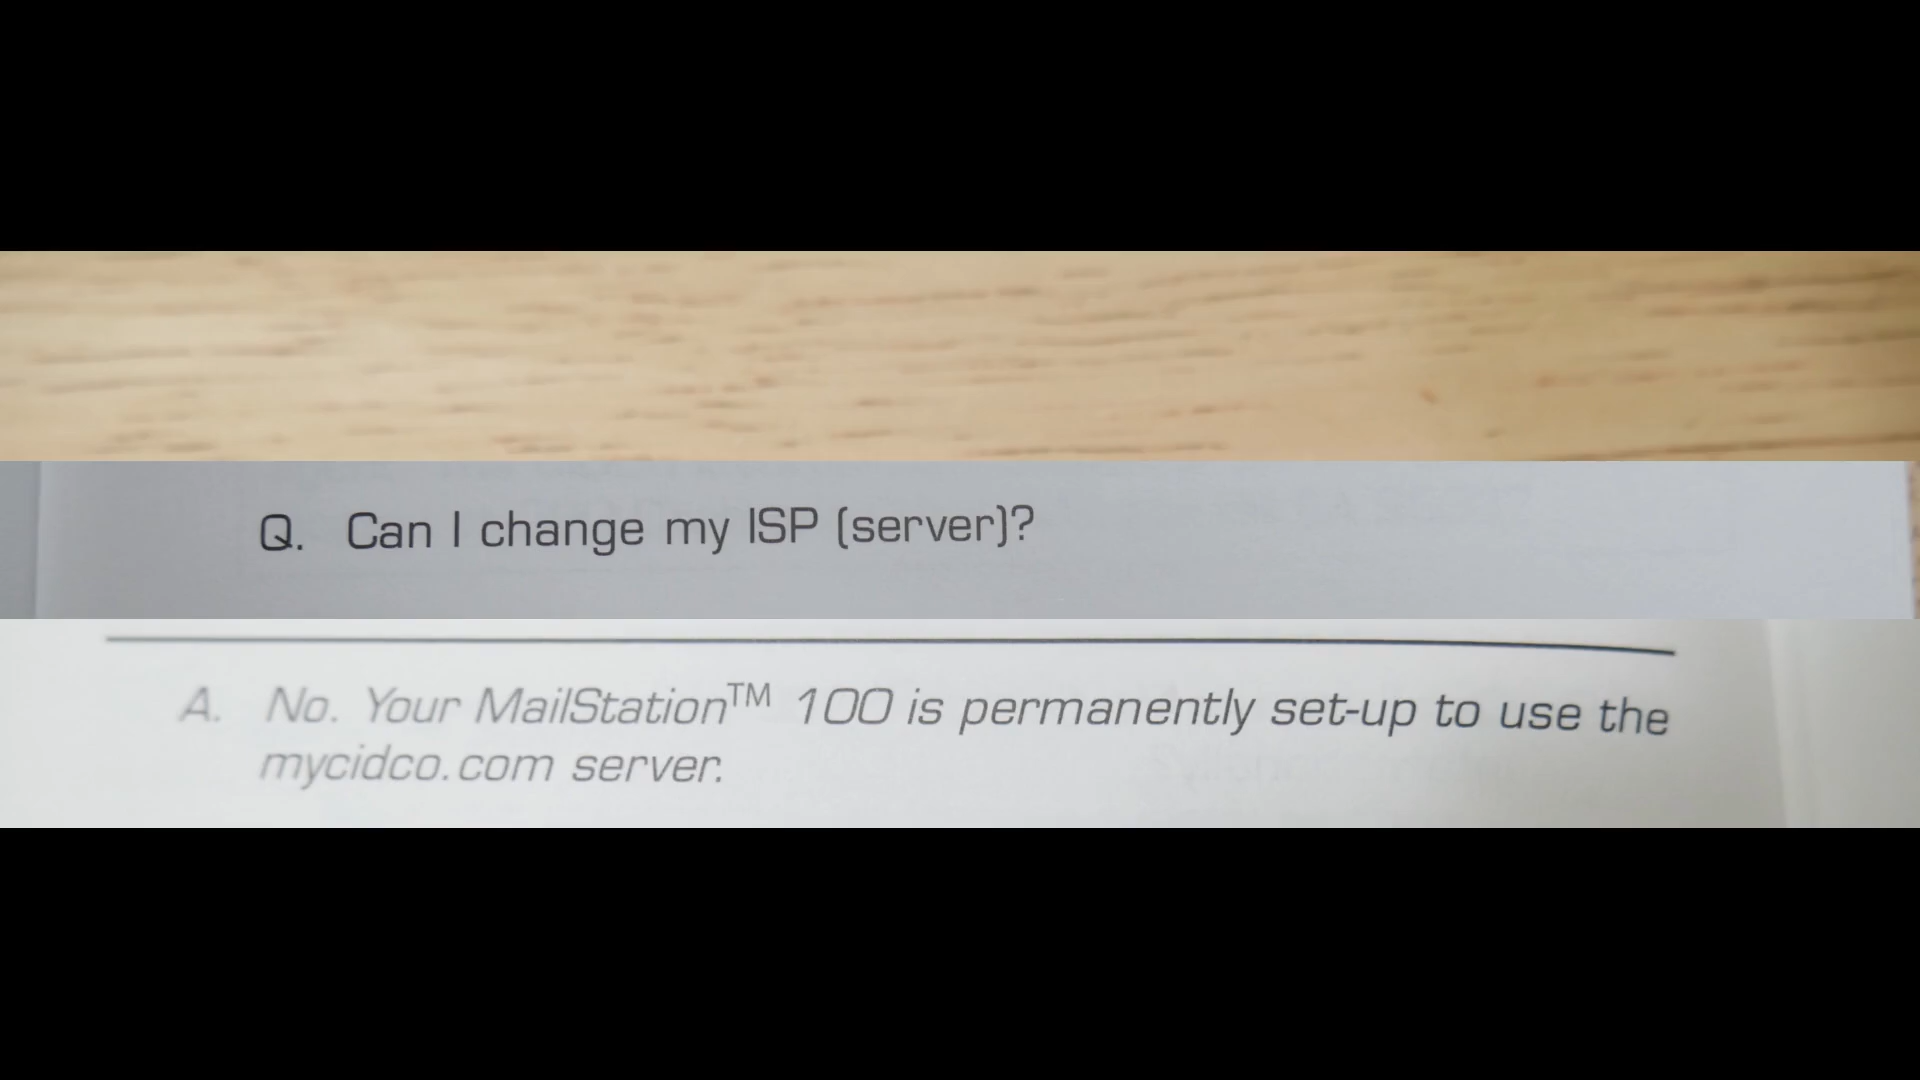 Q. Can I change my ISP (server)?
A. No. Your MailStation™ 100 is permanently set-up to use the
mycidco.com server.